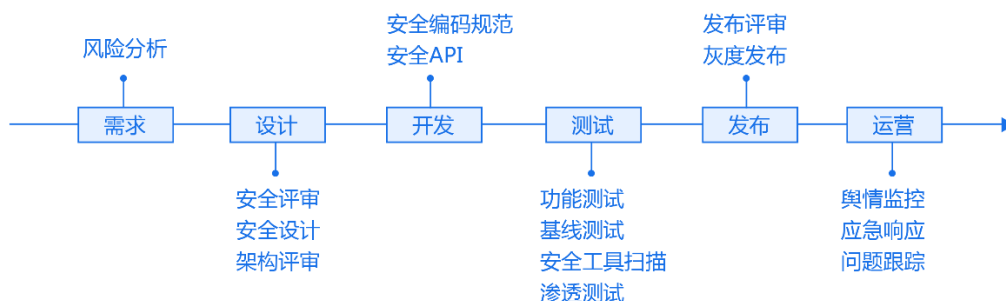 风险分析
安全编码规范
安全API
发布评审
灰度发布
需求
设计
开发
测试
发布
运营
安全评审
安全设计
架构评审
功能测试
基线测试
安全工具扫描
渗透测试
舆情监控
应急响应
问题跟踪